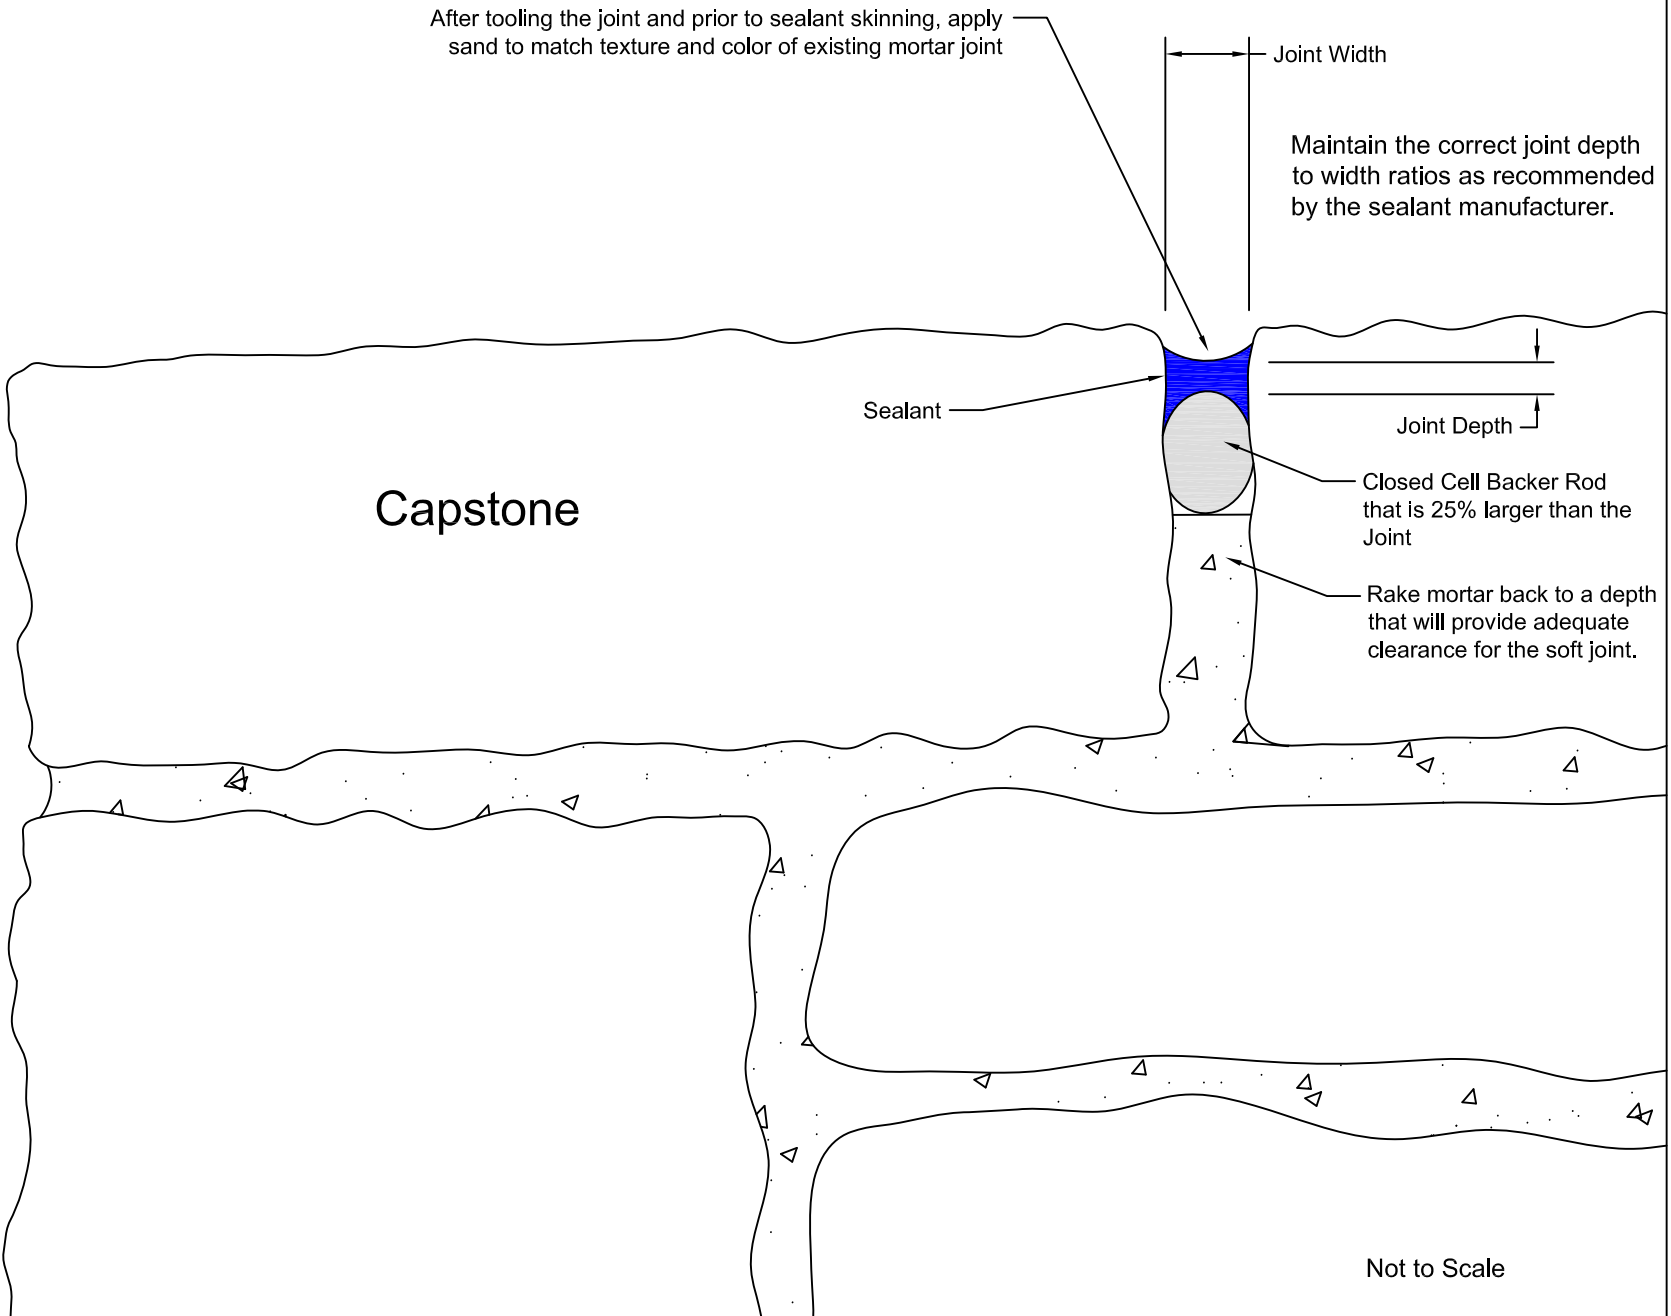 After tooling the joint and prior to sealant skinning, apply
sand to match texture and color of existing mortar joint
Joint Width
Maintain the correct joint depth
to width ratios as recommended
by the sealant manufacturer.
Sealant
Joint Depth
Capstone
Closed Cell Backer Rod
that is 25% larger than the
Joint
Rake mortar back to a depth
that will provide adequate
clearance for the soft joint.
Not to Scale